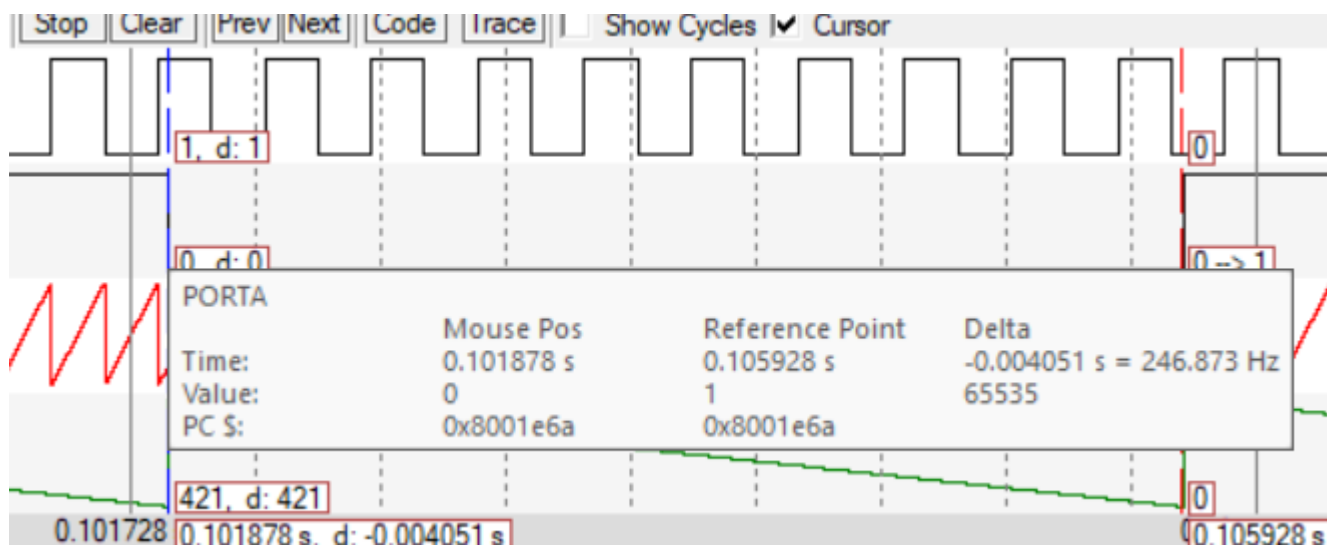 Stop Clear Prev Next Code Trace Show Cycles Cursor
1, d: 1 0
0, d: 0 0 --> 1
PORTA
Mouse Pos Reference Point Delta
Time: 0.101878 s 0.105928 s -0.004051 s = 246.873 Hz
Value: 0 1 65535
PC $: 0x8001e6a 0x8001e6a
421, d: 421 0
0.101728 0.101878 s, d: -0.004051 s 0.105928 s